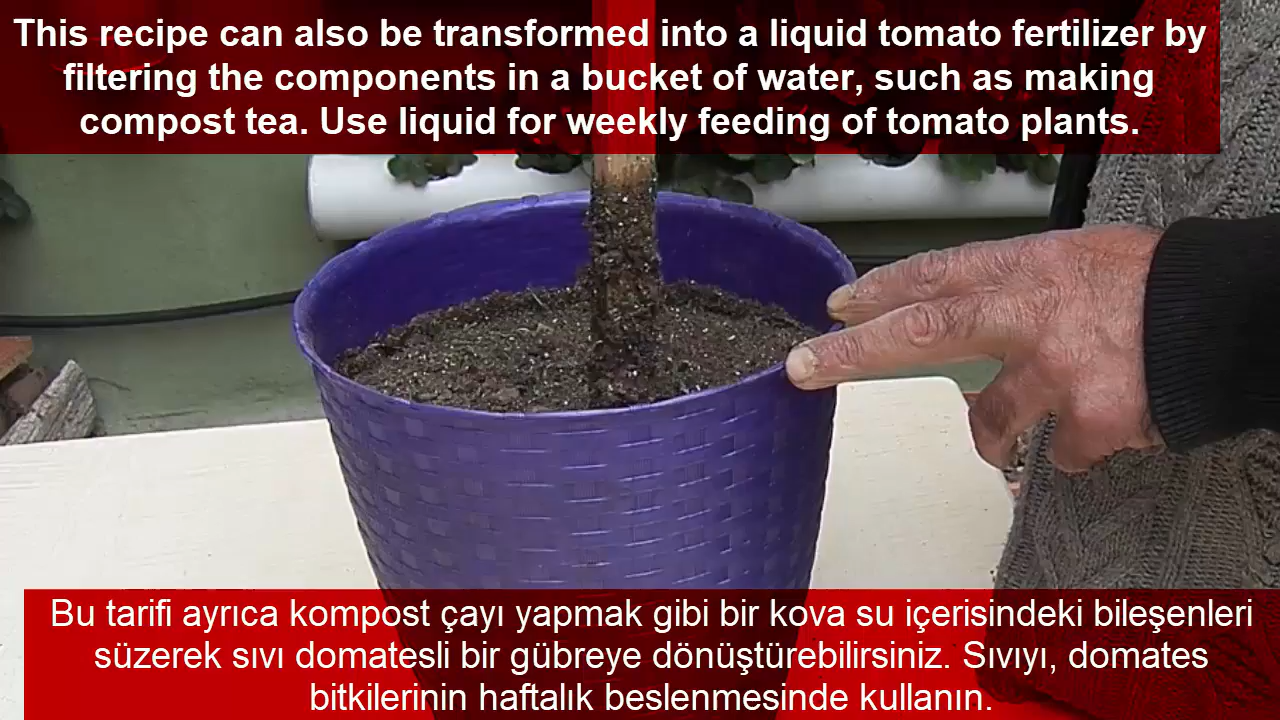 This recipe can also be transformed into a liquid tomato fertilizer by
filtering the components in a bucket of water, such as making
compost tea. Use liquid for weekly feeding of tomato plants.
Bu tarifi ayrıca kompost çayı yapmak gibi bir kova su içerisindeki bileşenleri
süzerek sıvı domatesli bir gübreye dönüştürebilirsiniz. Sıvıyı, domates
bitkilerinin haftalık beslenmesinde kullanın.